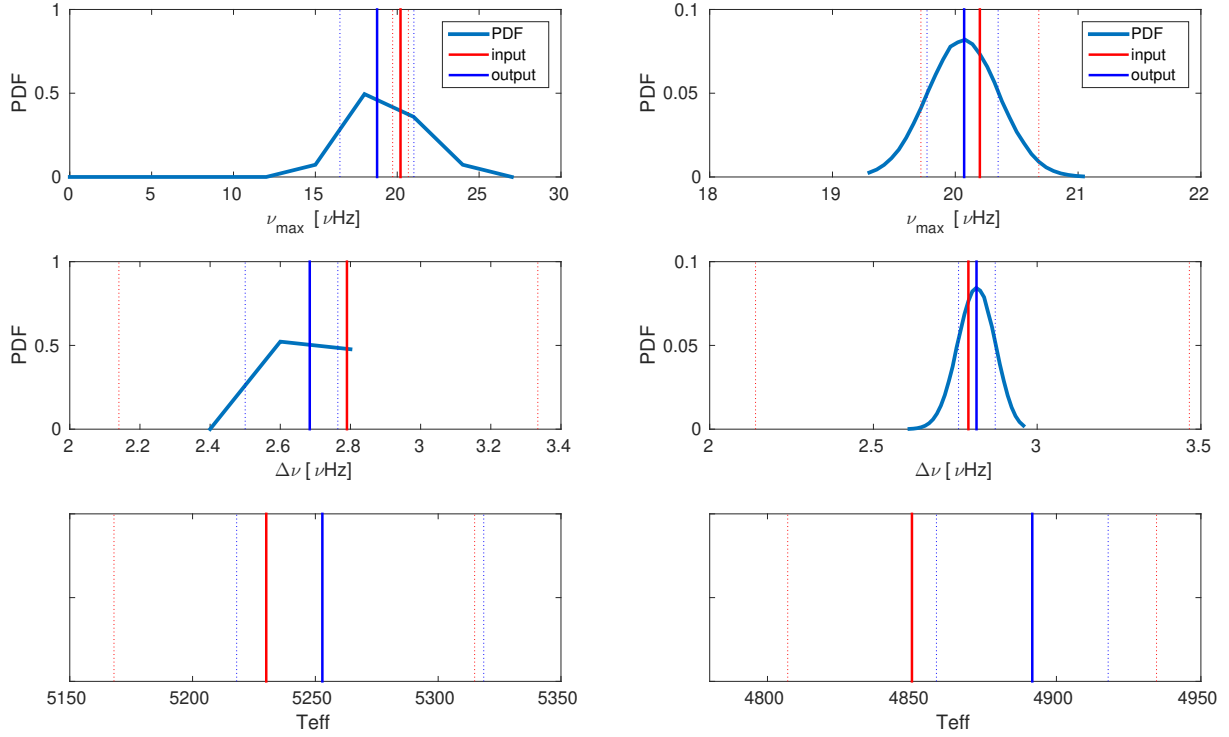 1
0.5
0
PDF
PDF
input
output
0 5 10 15 20 25 30
ν_max [ νHz]
0.1
0.05
0
PDF
PDF
input
output
18 19 20 21 22
ν_max [ νHz]
1
0.5
0
PDF
2 2.2 2.4 2.6 2.8 3 3.2 3.4
Δν [ νHz]
0.1
0.05
0
PDF
2 2.5 3 3.5
Δν [ νHz]
5150 5200 5250 5300 5350
Teff
4800 4850 4900 4950
Teff